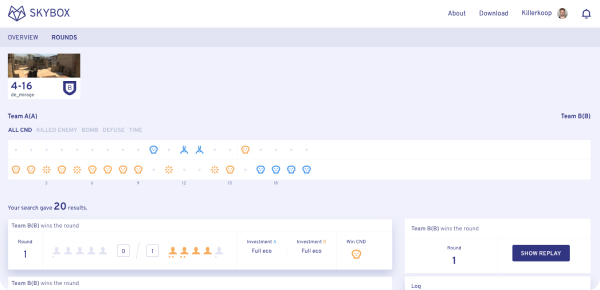 SKYBOX
About Download Killerkoop
OVERVIEW ROUNDS
4-16 B
de_mirage
Team A(A) Team B(B)
ALL CND KILLED ENEMY BOMB DEFUSE TIME
3 6 9 12 15 18
Your search gave 20 results.
Team B(B) wins the round
Round Investment A Investment B Win CND
1 0 / 1 Full eco Full eco
Team B(B) wins the round
Team B(B) wins the round
Round
1 SHOW REPLAY
Log